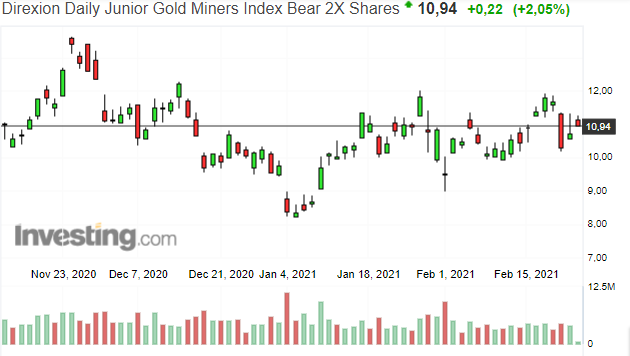 Direxion Daily Junior Gold Miners Index Bear 2X Shares 10,94 +0,22 (+2,05%)
12.00
10,94
10.00
9.00
8.00
7.00
Investing.com
Nov 23, 2020 Dec 7, 2020 Dec 21, 2020 Jan 4, 2021 Jan 18, 2021 Feb 1, 2021 Feb 15, 2021
12.5M
0